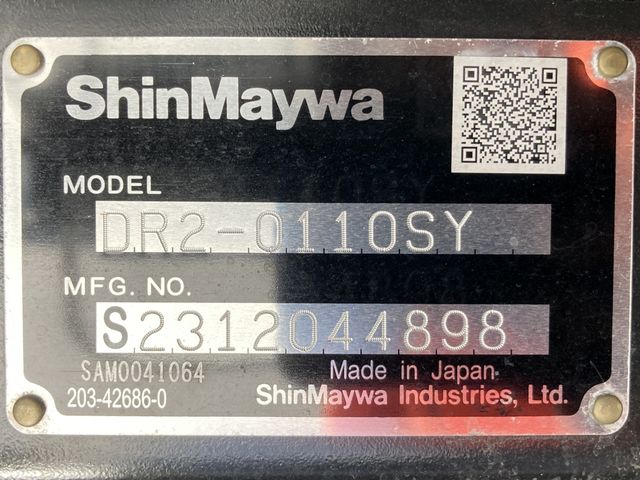 ShinMaywa
MODEL
DR2-0110SY
MFG. NO.
S2312044898
SAM0041064
Made in Japan
203-42686-0
ShinMaywa Industries, Ltd.